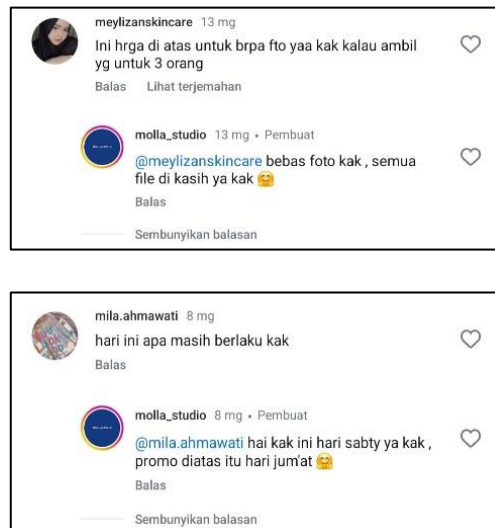 meylizanskincare 13 mg
Ini hrga di atas untuk brpa fto yaa kak kalau ambil
yg untuk 3 orang
Balas Lihat terjemahan
molla_studio 13 mg • Pembuat
@meylizanskincare bebas foto kak , semua
file di kasih ya kak 🤗
Balas
Sembunyikan balasan
mila.ahmawati 8 mg
hari ini apa masih berlaku kak
Balas
molla_studio 8 mg • Pembuat
@mila.ahmawati hai kak ini hari sabty ya kak ,
promo diatas itu hari jum'at 🤗
Balas
Sembunyikan balasan